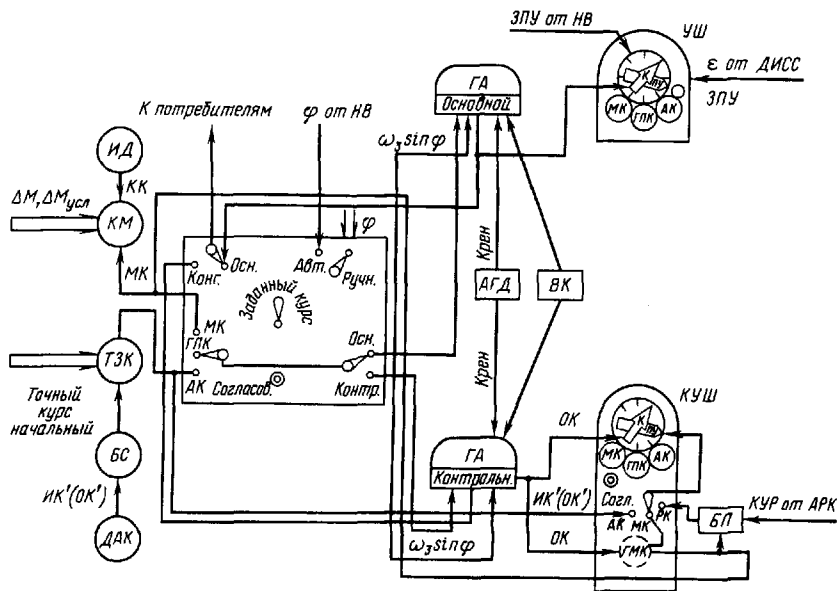 ЗПУ от НВ
УШ
ГА
Основной
К
ПУ
МК
ГПК
АК
ε от ДИСС
ЗПУ
К потребителям
φ от НВ
ω₃ sin φ
ИД
КК
ΔМ, ΔМусл
КМ
МК
φ
Осн.
Конт.
Авт.
Ручн.
Заданный курс
МК
ГПК
АК
Согласов.
Осн.
Контр.
Крен
АГД
ВК
Крен
ТЗК
Точный
курс
начальный
БС
ИК'(ОК')
ДАК
ГА
Контрольн.
ω₃ sin φ
ОК
ИК'(ОК')
ОК
КУШ
К
ПУ
МК
ГПК
АК
Согл.
АК
МК
РК
ГМК
БП
КУР от АРК